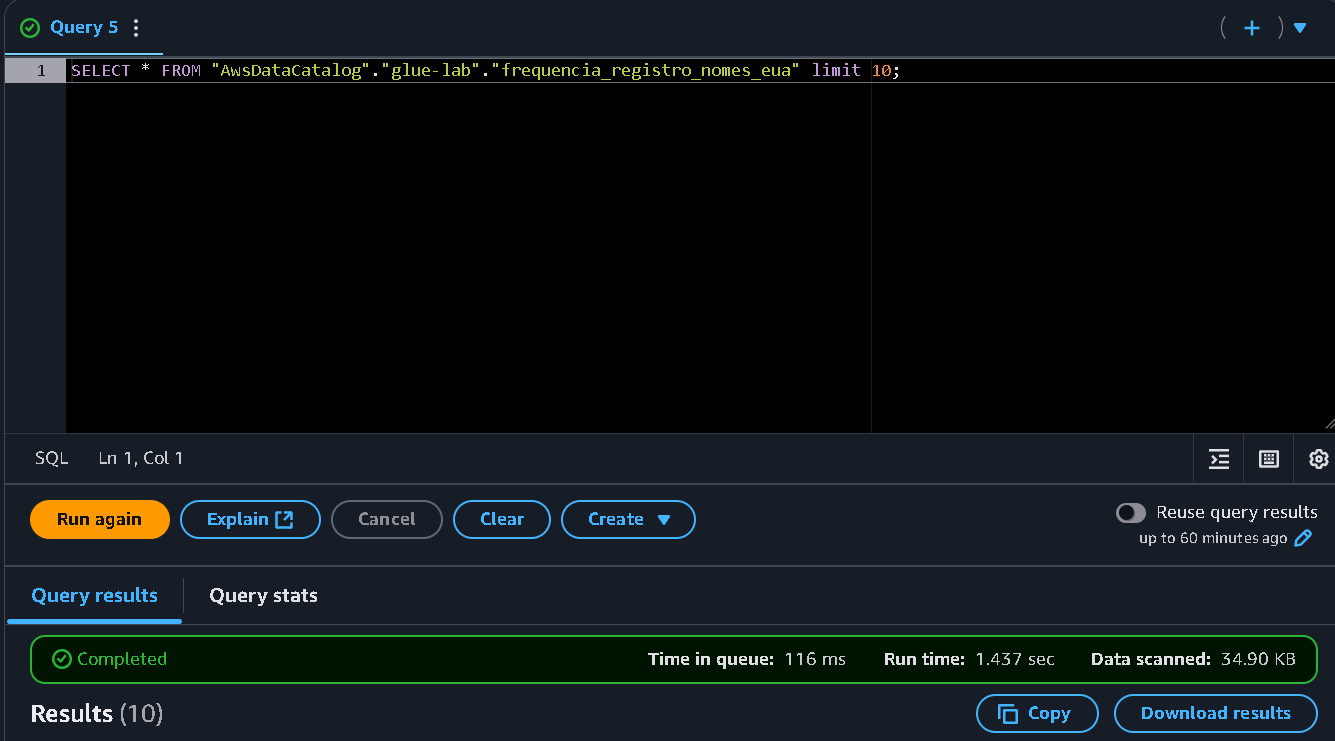 Query 5
1 SELECT * FROM "AwsDataCatalog"."glue-lab"."frequencia_registro_nomes_eua" limit 10;
SQL Ln 1, Col 1
Run again Explain Cancel Clear Create Reuse query results
up to 60 minutes ago
Query results Query stats
Completed Time in queue: 116 ms Run time: 1.437 sec Data scanned: 34.90 KB
Results (10) Copy Download results